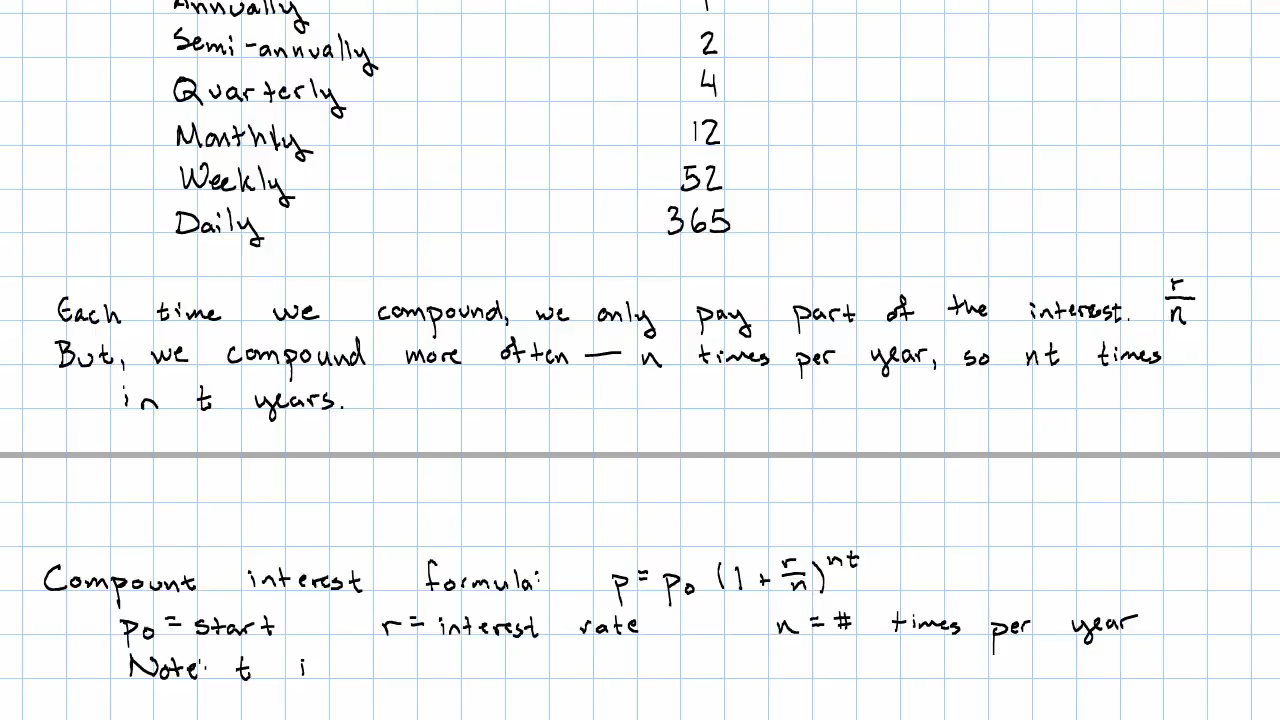 Annually 1
Semi-annually 2
Quarterly 4
Monthly 12
Weekly 52
Daily 365
Each time we compound, we only pay part of the interest. r/n
But, we compound more often — n times per year, so nt times
in t years.
Compount interest formula: p = p₀ (1 + r/n)^nt
p₀ = start r = interest rate n = # times per year
Note: t i